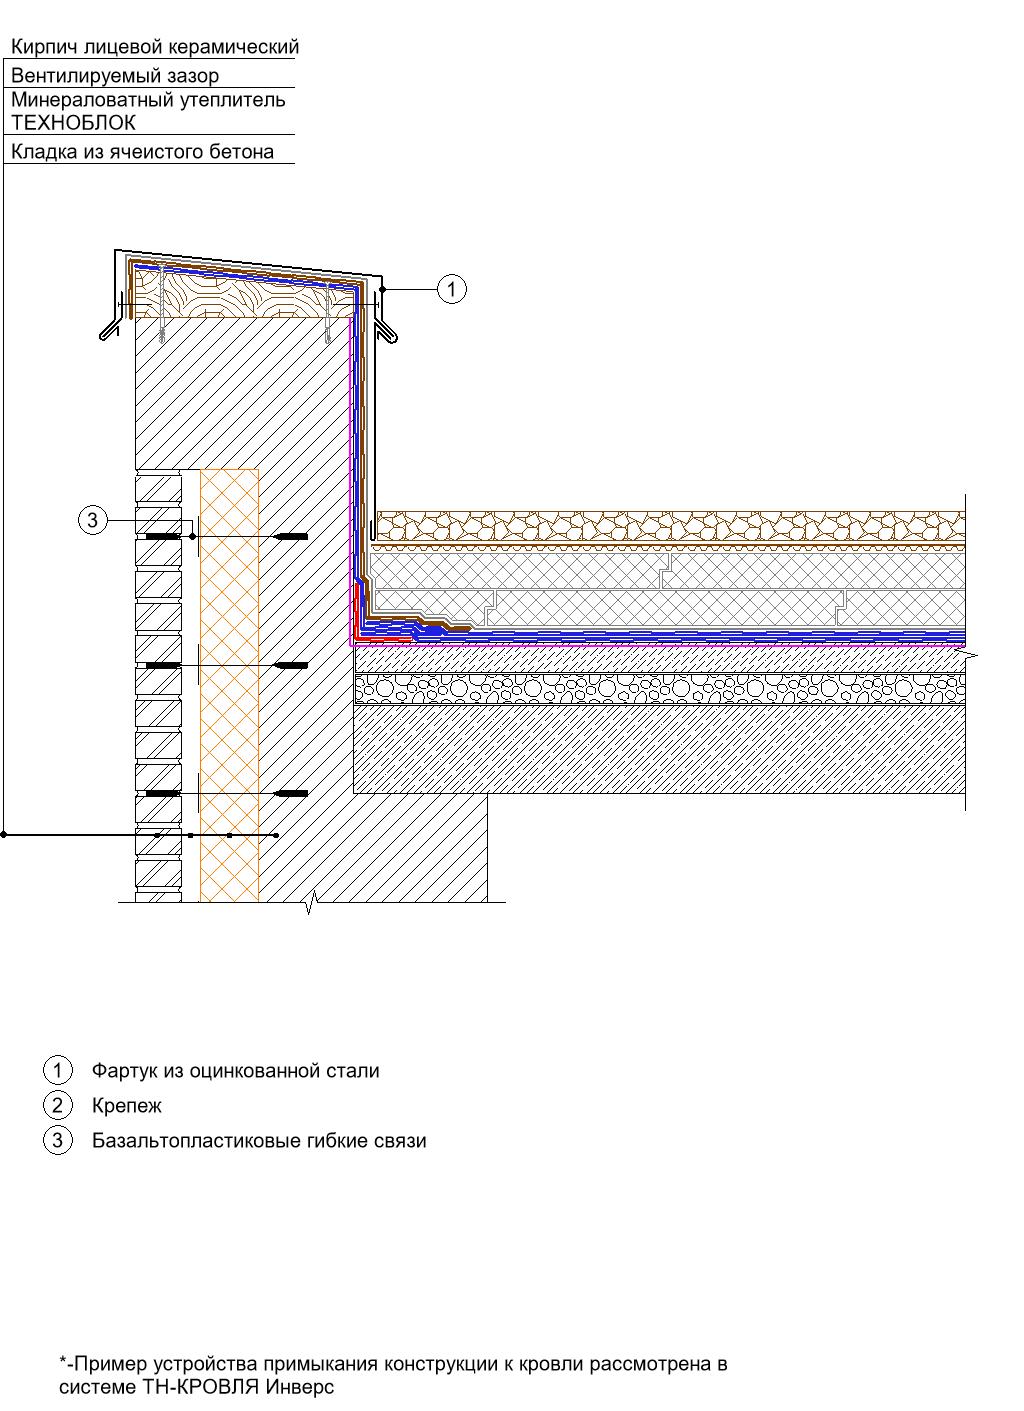 Кирпич лицевой керамический
Вентилируемый зазор
Минераловатный утеплитель
ТЕХНОБЛОК
Кладка из ячеистого бетона
1
3
1 Фартук из оцинкованной стали
2 Крепеж
3 Базальтопластиковые гибкие связи
*-Пример устройства примыкания конструкции к кровли рассмотрена в
системе ТН-КРОВЛЯ Инверс